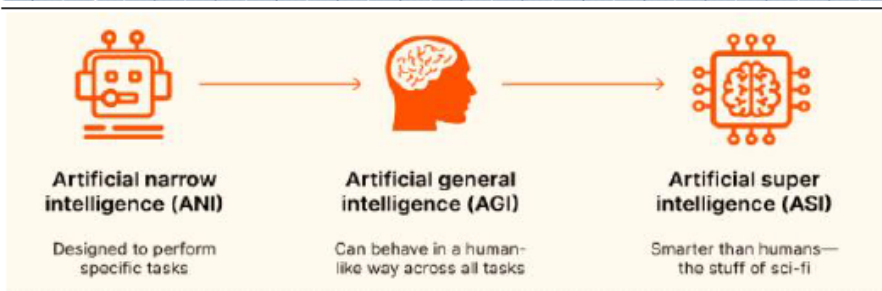 Artificial narrow
intelligence (ANI)
Designed to perform
specific tasks
Artificial general
intelligence (AGI)
Can behave in a human-
like way across all tasks
Artificial super
intelligence (ASI)
Smarter than humans—
the stuff of sci-fi